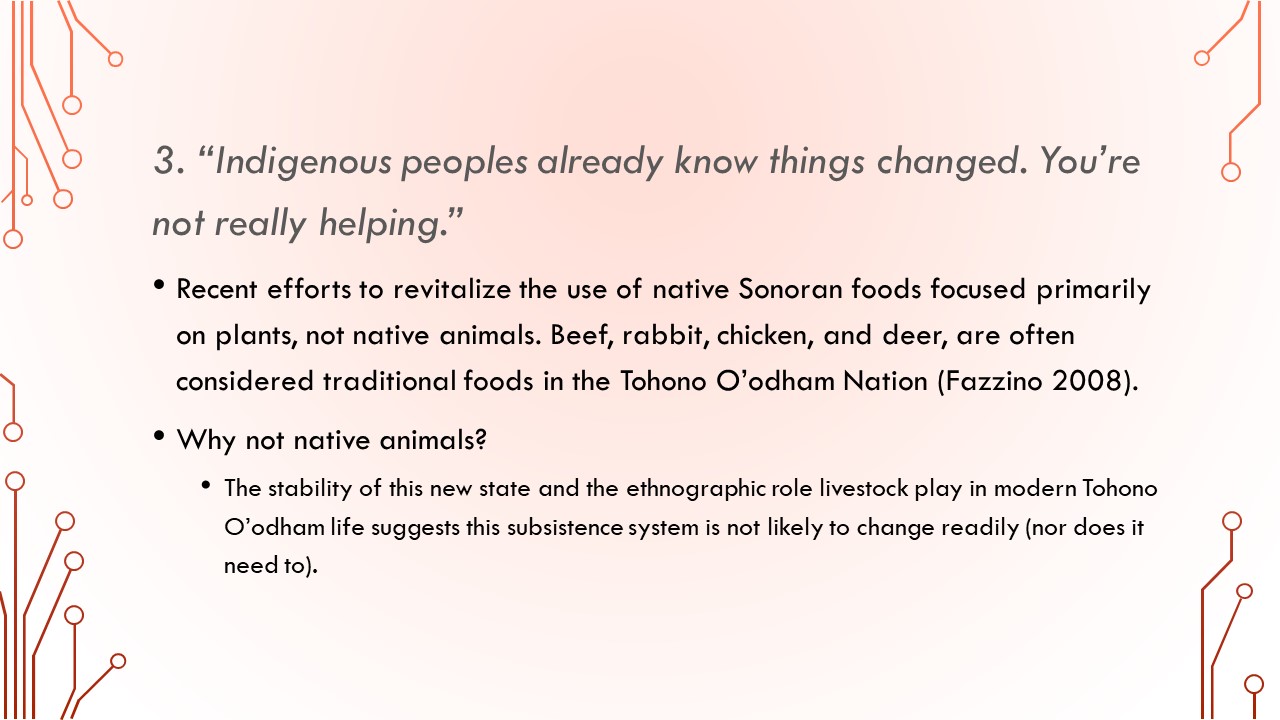 3. “Indigenous peoples already know things changed. You’re
not really helping.”
• Recent efforts to revitalize the use of native Sonoran foods focused primarily
on plants, not native animals. Beef, rabbit, chicken, and deer, are often
considered traditional foods in the Tohono O’odham Nation (Fazzino 2008).
• Why not native animals?
• The stability of this new state and the ethnographic role livestock play in modern Tohono
O’odham life suggests this subsistence system is not likely to change readily (nor does it
need to).